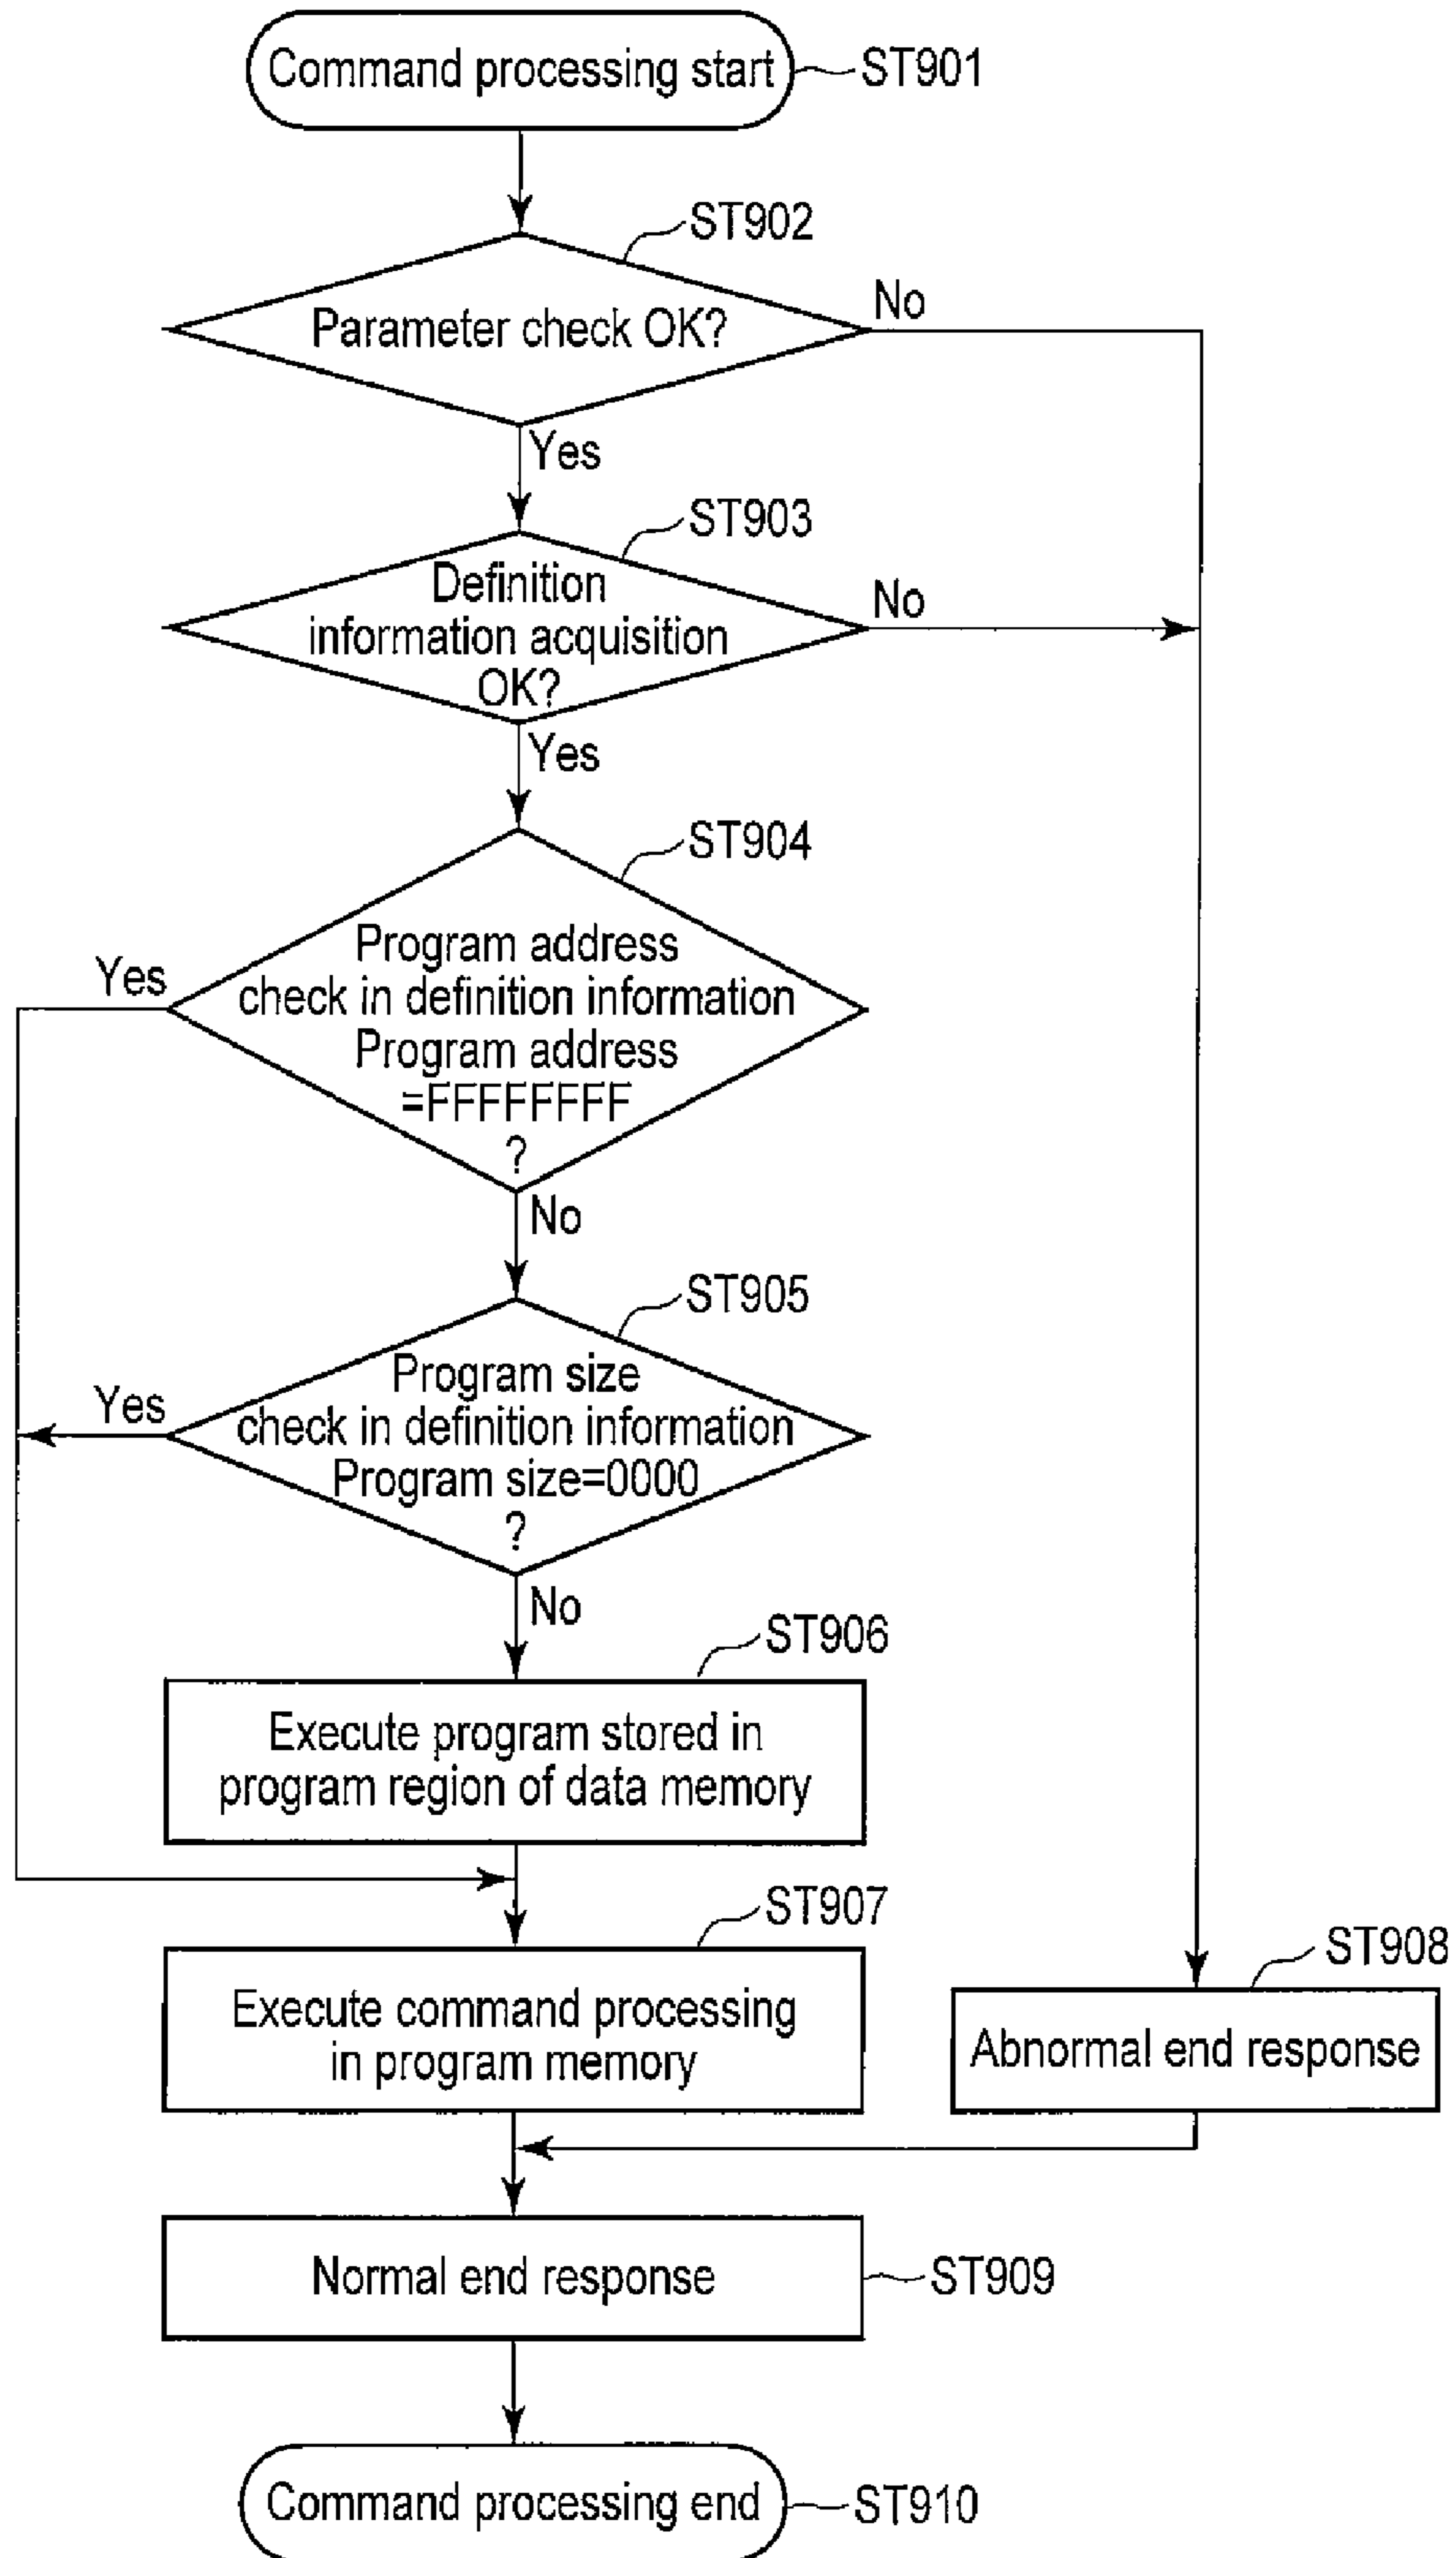 Command processing start
ST901
ST902
Parameter check OK?
No
Yes
ST903
Definition
information acquisition
OK?
No
Yes
ST904
Program address
check in definition information
Program address
=FFFFFFFF
?
Yes
No
ST905
Program size
check in definition information
Program size=0000
?
Yes
No
ST906
Execute program stored in
program region of data memory
ST907
Execute command processing
in program memory
ST908
Abnormal end response
Normal end response
ST909
Command processing end
ST910